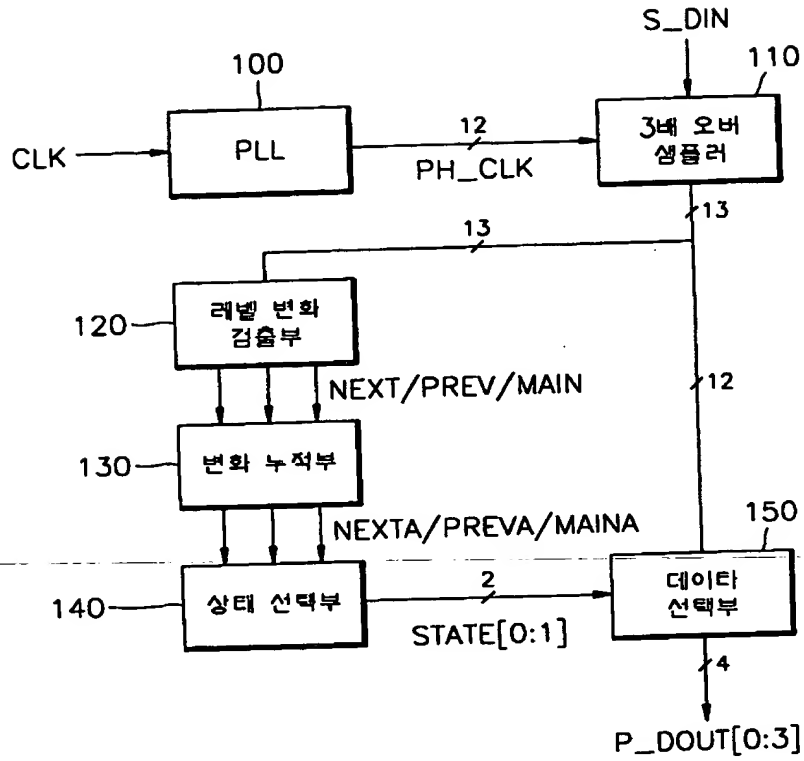 S_DIN
100
110
CLK
PLL
12
PH_CLK
3배 오버
샘플러
13
13
120
레벨 변화
검출부
12
NEXT/PREV/MAIN
130
변화 누적부
NEXTA/PREVA/MAINA
150
140
상태 선택부
2
STATE[0:1]
데이타
선택부
4
P_DOUT[0:3]